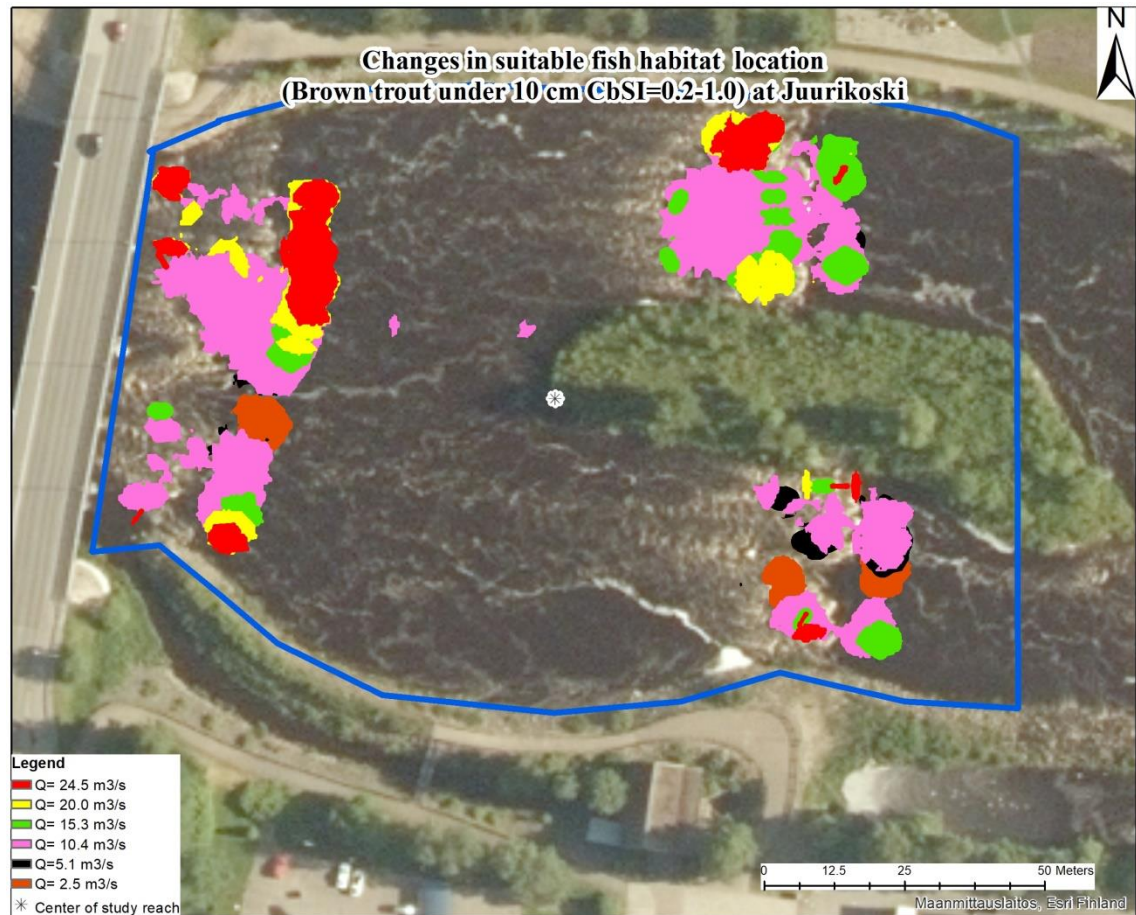 N
Changes in suitable fish habitat location
(Brown trout under 10 cm CbSI=0.2-1.0) at Juurikoski
Legend
Q= 24.5 m3/s
Q= 20.0 m3/s
Q= 15.3 m3/s
Q= 10.4 m3/s
Q=5.1 m3/s
Q= 2.5 m3/s
Center of study reach
0 12.5 25 50 Meters
Maanmittauslaitos, Esri Finland